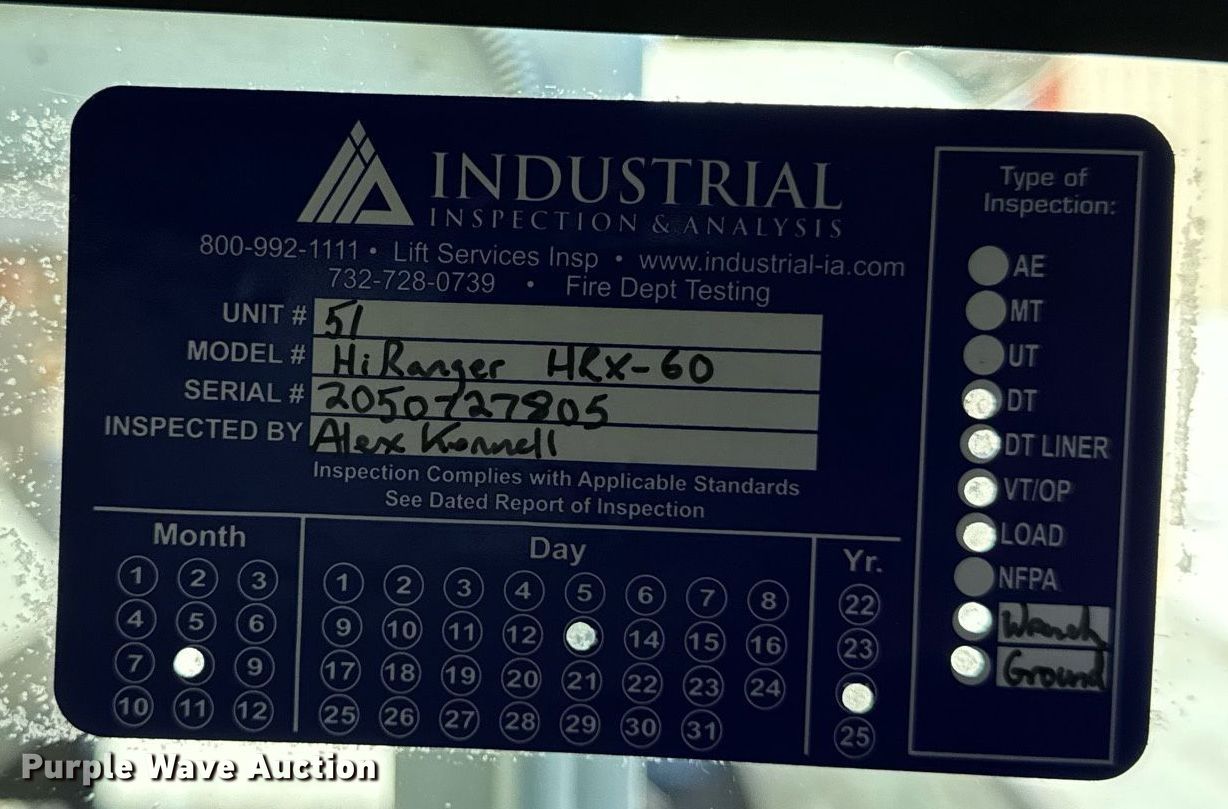 INDUSTRIAL
INSPECTION & ANALYSIS
800-992-1111 • Lift Services Insp • www.industrial-ia.com
732-728-0739 • Fire Dept Testing
UNIT # 51
MODEL # HiRanger HRX-60
SERIAL # 2050727805
INSPECTED BY Alex
Inspection Complies with Applicable Standards
See Dated Report of Inspection
Month
1 2 3
4 5 6
7 9
10 11 12
Day
1 2 3 4 5 6 7 8
9 10 11 12 14 15 16
17 18 19 20 21 22 23 24
25 26 27 28 29 30 31
Yr.
22
23
25
Type of
Inspection:
AE
MT
UT
DT
DT LINER
VT/OP
LOAD
NFPA
Wrench
Ground
Purple Wave Auction